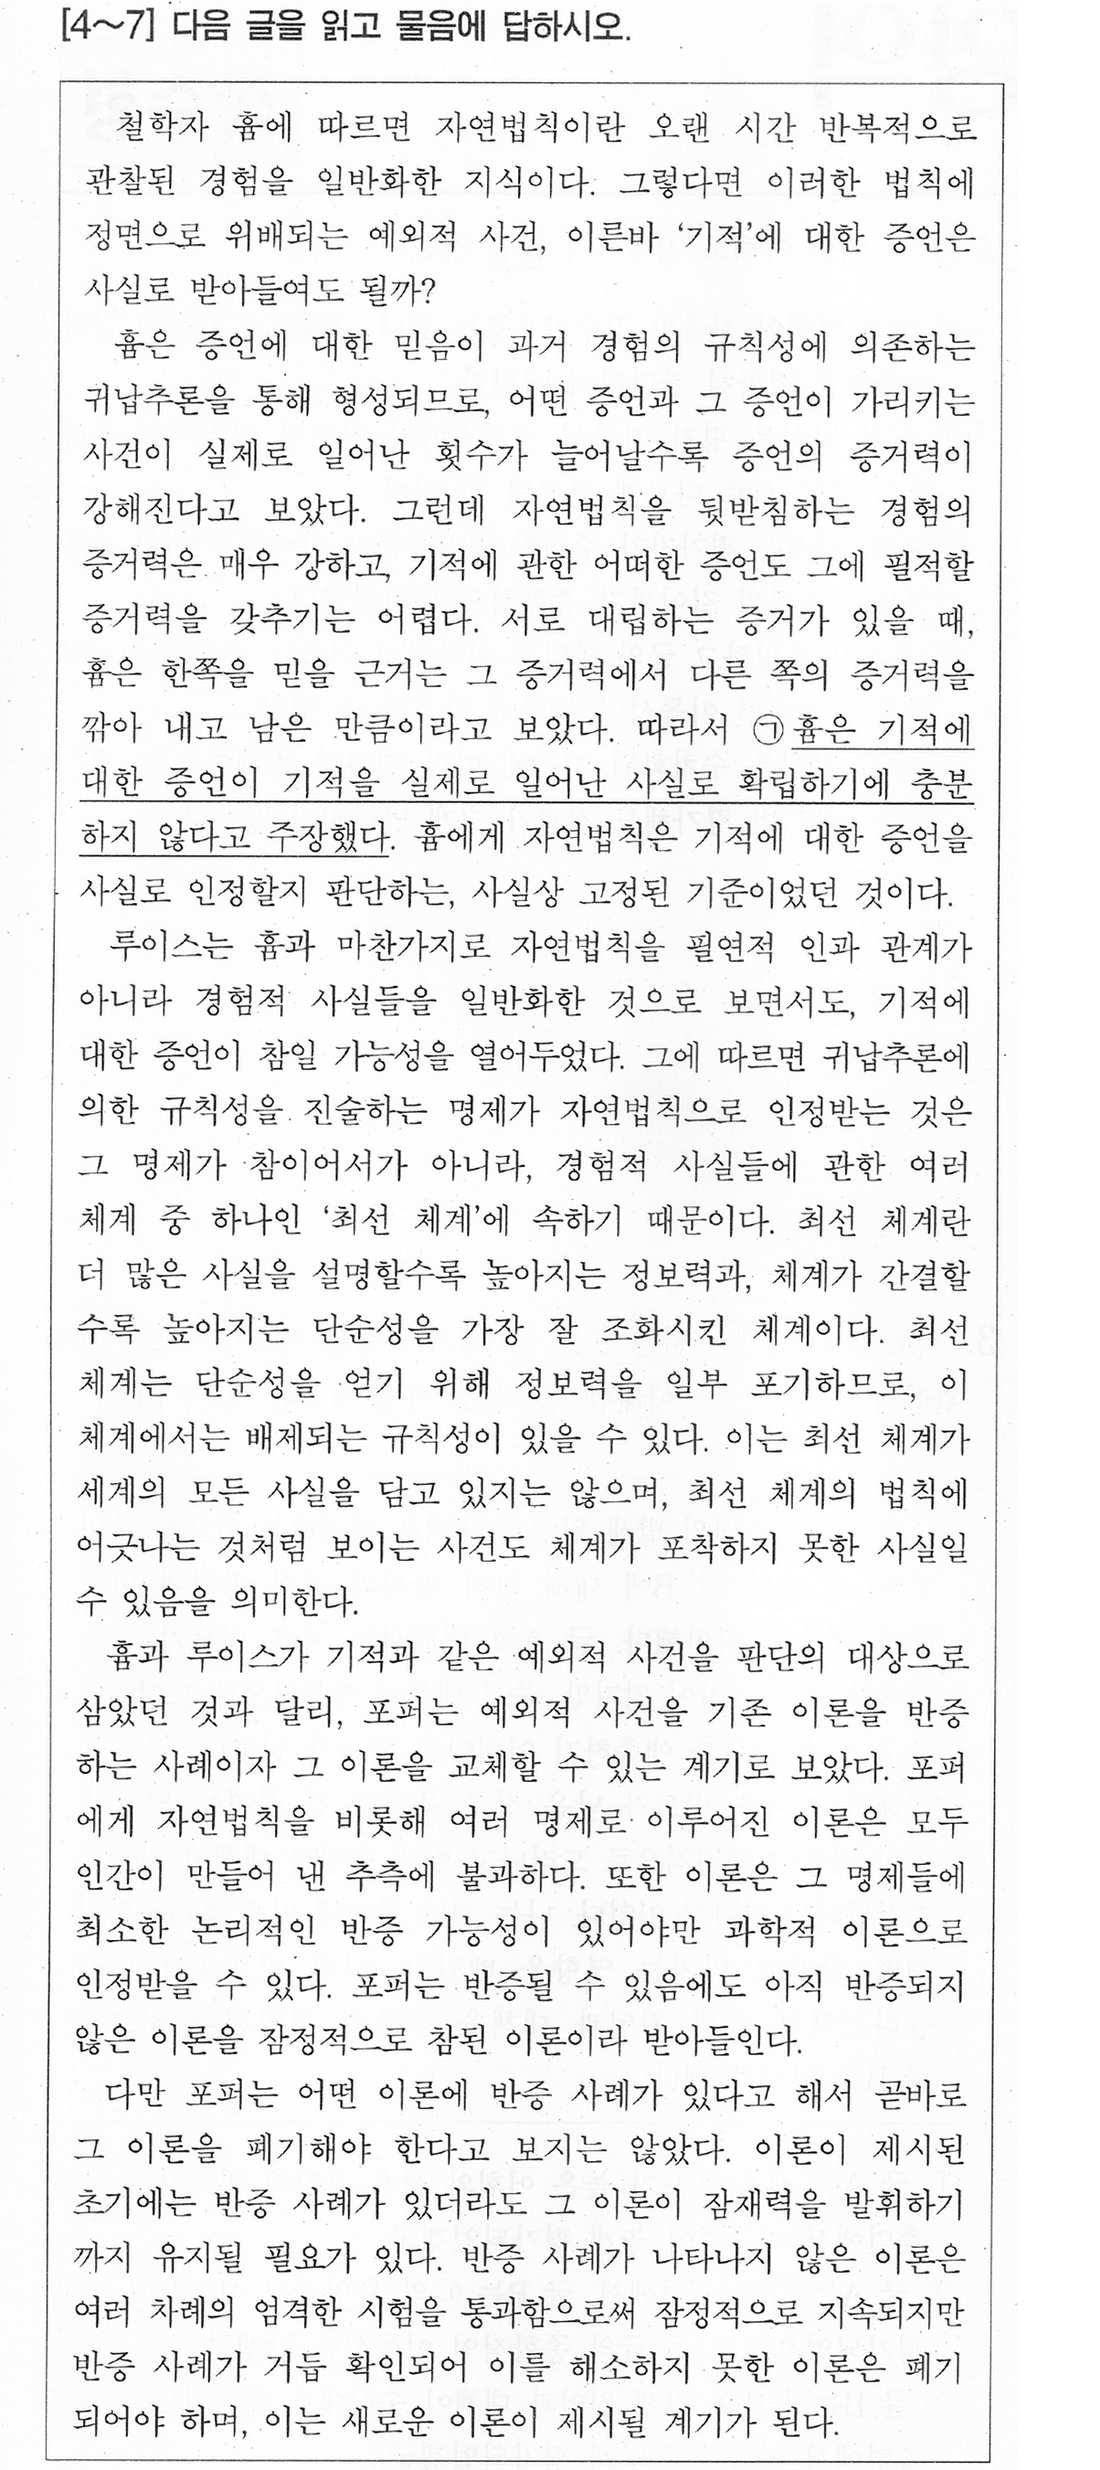 [4～7] 다음 글을 읽고 물음에 답하시오.
철학자 흄에 따르면 자연법칙이란 오랜 시간 반복적으로
관찰된 경험을 일반화한 지식이다. 그렇다면 이러한 법칙에
정면으로 위배되는 예외적 사건, 이른바 ‘기적’에 대한 증언은
사실로 받아들여도 될까?
흄은 증언에 대한 믿음이 과거 경험의 규칙성에 의존하는
귀납추론을 통해 형성되므로, 어떤 증언과 그 증언이 가리키는
사건이 실제로 일어난 횟수가 늘어날수록 증언의 증거력이
강해진다고 보았다. 그런데 자연법칙을 뒷받침하는 경험의
증거력은 매우 강하고, 기적에 관한 어떠한 증언도 그에 필적할
증거력을 갖추기는 어렵다. 서로 대립하는 증거가 있을 때,
흄은 한쪽을 믿을 근거는 그 증거력에서 다른 쪽의 증거력을
깎아 내고 남은 만큼이라고 보았다. 따라서 ㉠ 흄은 기적에
대한 증언이 기적을 실제로 일어난 사실로 확립하기에 충분
하지 않다고 주장했다. 흄에게 자연법칙은 기적에 대한 증언을
사실로 인정할지 판단하는, 사실상 고정된 기준이었던 것이다.
루이스는 흄과 마찬가지로 자연법칙을 필연적 인과 관계가
아니라 경험적 사실들을 일반화한 것으로 보면서도, 기적에
대한 증언이 참일 가능성을 열어두었다. 그에 따르면 귀납추론에
의한 규칙성을 진술하는 명제가 자연법칙으로 인정받는 것은
그 명제가 참이어서가 아니라, 경험적 사실들에 관한 여러
체계 중 하나인 ‘최선 체계’에 속하기 때문이다. 최선 체계란
더 많은 사실을 설명할수록 높아지는 정보력과, 체계가 간결할
수록 높아지는 단순성을 가장 잘 조화시킨 체계이다. 최선
체계는 단순성을 얻기 위해 정보력을 일부 포기하므로, 이
체계에서는 배제되는 규칙성이 있을 수 있다. 이는 최선 체계가
세계의 모든 사실을 담고 있지는 않으며, 최선 체계의 법칙에
어긋나는 것처럼 보이는 사건도 체계가 포착하지 못한 사실일
수 있음을 의미한다.
흄과 루이스가 기적과 같은 예외적 사건을 판단의 대상으로
삼았던 것과 달리, 포퍼는 예외적 사건을 기존 이론을 반증
하는 사례이자 그 이론을 교체할 수 있는 계기로 보았다. 포퍼
에게 자연법칙을 비롯해 여러 명제로 이루어진 이론은 모두
인간이 만들어 낸 추측에 불과하다. 또한 이론은 그 명제들에
최소한 논리적인 반증 가능성이 있어야만 과학적 이론으로
인정받을 수 있다. 포퍼는 반증될 수 있음에도 아직 반증되지
않은 이론을 잠정적으로 참된 이론이라 받아들인다.
다만 포퍼는 어떤 이론에 반증 사례가 있다고 해서 곧바로
그 이론을 폐기해야 한다고 보지는 않았다. 이론이 제시된
초기에는 반증 사례가 있더라도 그 이론이 잠재력을 발휘하기
까지 유지될 필요가 있다. 반증 사례가 나타나지 않은 이론은
여러 차례의 엄격한 시험을 통과함으로써 잠정적으로 지속되지만
반증 사례가 거듭 확인되어 이를 해소하지 못한 이론은 폐기
되어야 하며, 이는 새로운 이론이 제시될 계기가 된다.